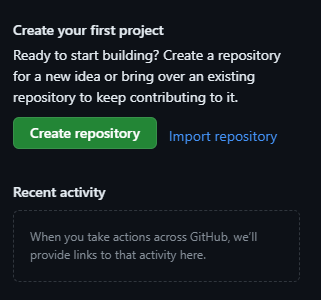 Create your first project
Ready to start building? Create a repository
for a new idea or bring over an existing
repository to keep contributing to it.
Create repository
Import repository
Recent activity
When you take actions across GitHub, we’ll
provide links to that activity here.